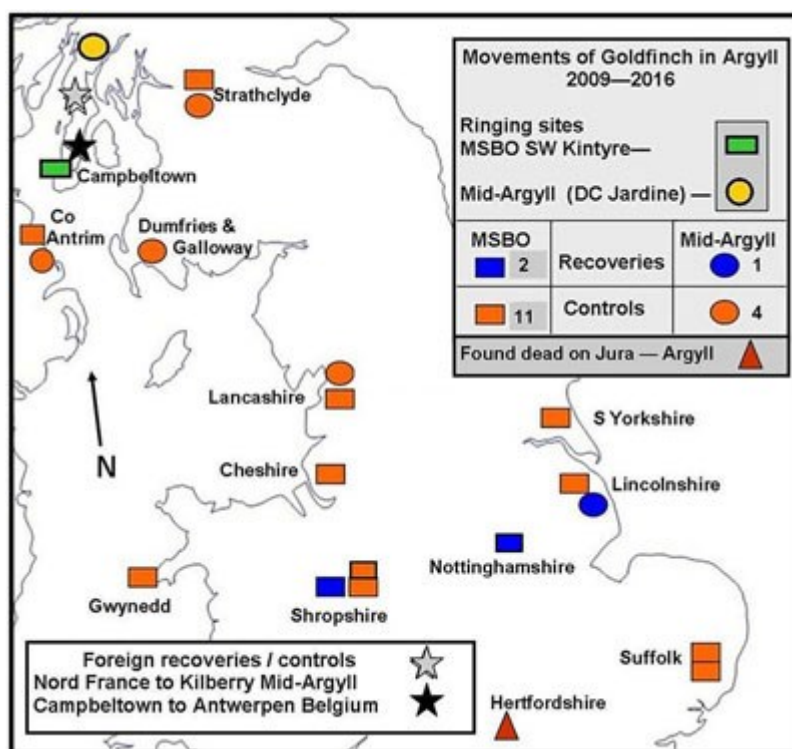 Movements of Goldfinch in Argyll
2009—2016
Ringing sites
MSBO SW Kintyre—
Mid-Argyll (DC Jardine) —
MSBO
Mid-Argyll
2
Recoveries
1
11
Controls
4
Found dead on Jura — Argyll
Strathclyde
Campbeltown
Co
Antrim
Dumfries &
Galloway
Lancashire
S Yorkshire
N
Cheshire
Lincolnshire
Nottinghamshire
Gwynedd
Shropshire
Suffolk
Hertfordshire
Foreign recoveries / controls
Nord France to Kilberry Mid-Argyll
Campbeltown to Antwerpen Belgium